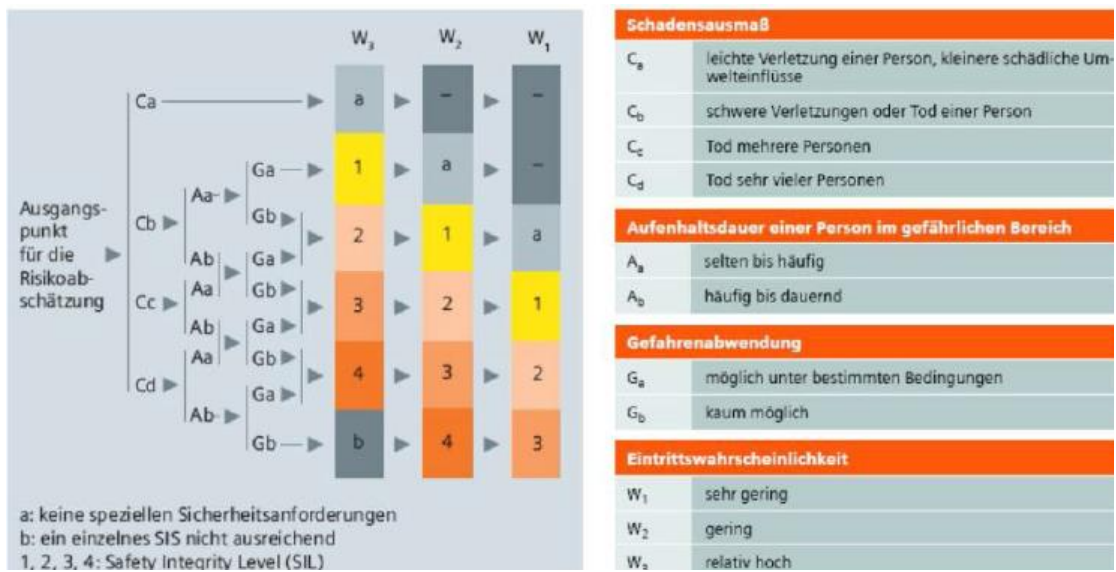 W3 W2 W1
Ca a – –
Ga 1 a –
Aa
Gb
Cb 2 1 a
Ausgangs-
punkt
für die
Risikoab-
schätzung
Ab Ga
Aa Gb
Cc 3 2 1
Ab Ga
Aa Gb
Cd 4 3 2
Ga
Ab
Gb b 4 3
a: keine speziellen Sicherheitsanforderungen
b: ein einzelnes SIS nicht ausreichend
1, 2, 3, 4: Safety Integrity Level (SIL)
Schadensausmaß
Ca leichte Verletzung einer Person, kleinere schädliche Um-
welteinflüsse
Cb schwere Verletzungen oder Tod einer Person
Cc Tod mehrere Personen
Cd Tod sehr vieler Personen
Aufenhaltsdauer einer Person im gefährlichen Bereich
Aa selten bis häufig
Ab häufig bis dauernd
Gefahrenabwendung
Ga möglich unter bestimmten Bedingungen
Gb kaum möglich
Eintrittswahrscheinlichkeit
W1 sehr gering
W2 gering
W3 relativ hoch